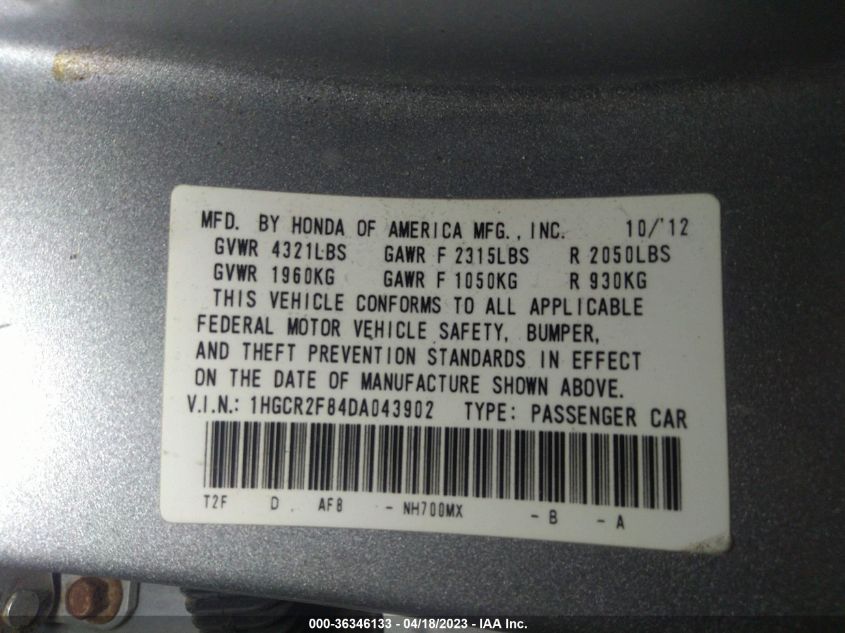 MFD. BY HONDA OF AMERICA MFG., INC. 10/'12
GVWR 4321LBS GAWR F 2315LBS R 2050LBS
GVWR 1960KG GAWR F 1050KG R 930KG
THIS VEHICLE CONFORMS TO ALL APPLICABLE
FEDERAL MOTOR VEHICLE SAFETY, BUMPER,
AND THEFT PREVENTION STANDARDS IN EFFECT
ON THE DATE OF MANUFACTURE SHOWN ABOVE.
V.I.N.: 1HGCR2F84DA043902 TYPE: PASSENGER CAR
T2F D AF8 - NH700MX - B - A
000-36346133 - 04/18/2023 - IAA Inc.